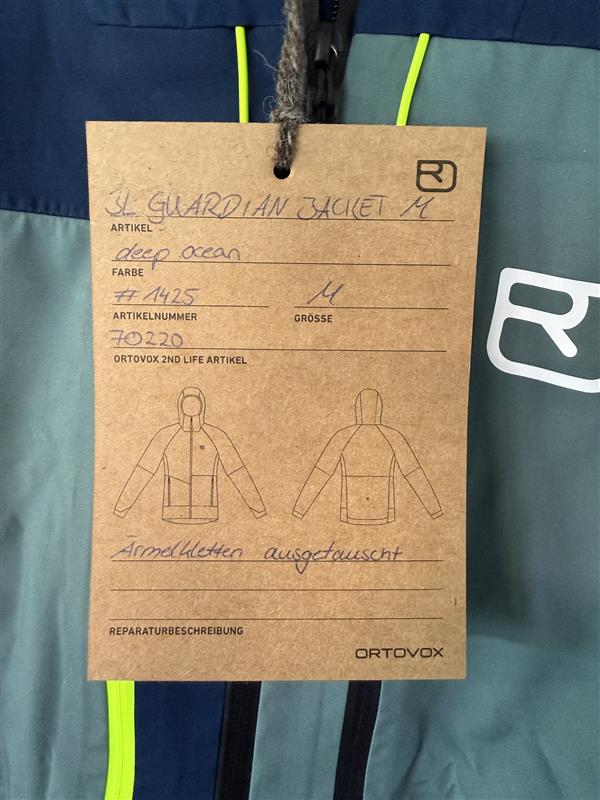 3L GUARDIAN JACKET M
ARTIKEL
deep ocean
FARBE
# 1425 M
ARTIKELNUMMER GRÖSSE
70220
ORTOVOX 2ND LIFE ARTIKEL
Ärmelkletten ausgetauscht
REPARATURBESCHREIBUNG
ORTOVOX